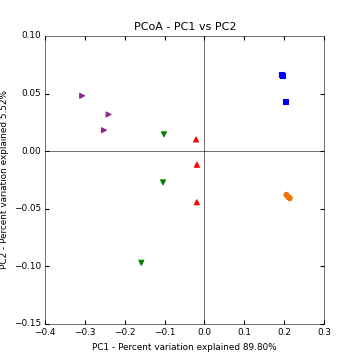 PCoA - PC1 vs PC2
0.10
0.05
0.00
−0.05
−0.10
−0.15
PC2 - Percent variation explained 5.52%
−0.4 −0.3 −0.2 −0.1 0.0 0.1 0.2 0.3
PC1 - Percent variation explained 89.80%